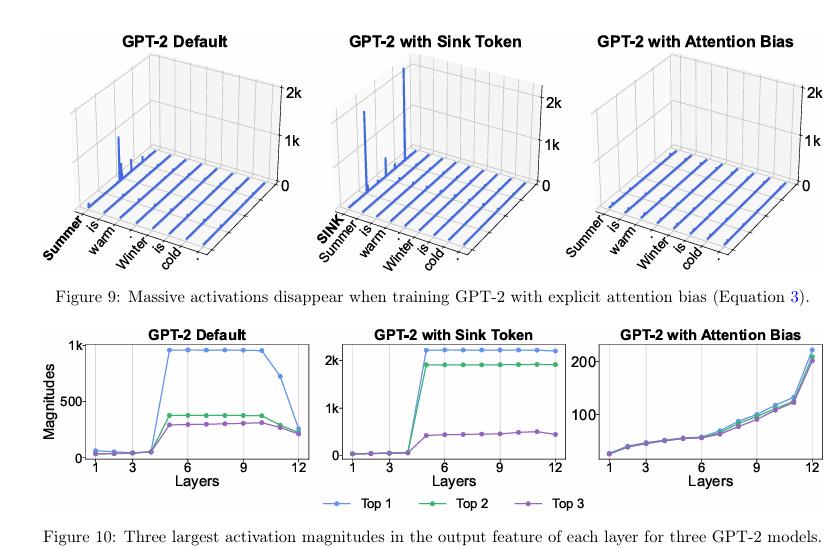 GPT-2 Default
GPT-2 with Sink Token
GPT-2 with Attention Bias
2k
1k
0
Summer
is
warm
.
Winter
is
cold
.
2k
1k
0
SINK
Summer
is
warm
.
Winter
is
cold
.
2k
1k
0
Summer
is
warm
.
Winter
is
cold
.
Figure 9: Massive activations disappear when training GPT-2 with explicit attention bias (Equation 3).
GPT-2 Default
GPT-2 with Sink Token
GPT-2 with Attention Bias
Magnitudes
1k
500
0
1 3 6 9 12
Layers
2k
1k
0
1 3 6 9 12
Layers
200
100
1 3 6 9 12
Layers
Top 1 Top 2 Top 3
Figure 10: Three largest activation magnitudes in the output feature of each layer for three GPT-2 models.